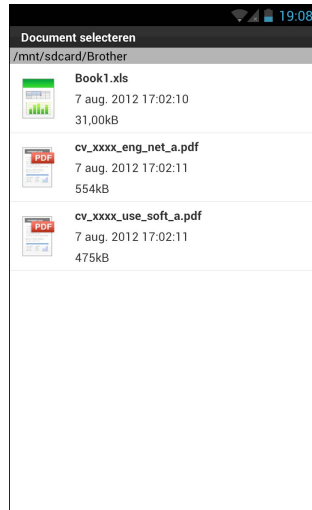 19:08
Document selecteren
/mnt/sdcard/Brother
Book1.xls
7 aug. 2012 17:02:10
31,00kB
PDF
cv_xxxx_eng_net_a.pdf
7 aug. 2012 17:02:11
554kB
PDF
cv_xxxx_use_soft_a.pdf
7 aug. 2012 17:02:11
475kB